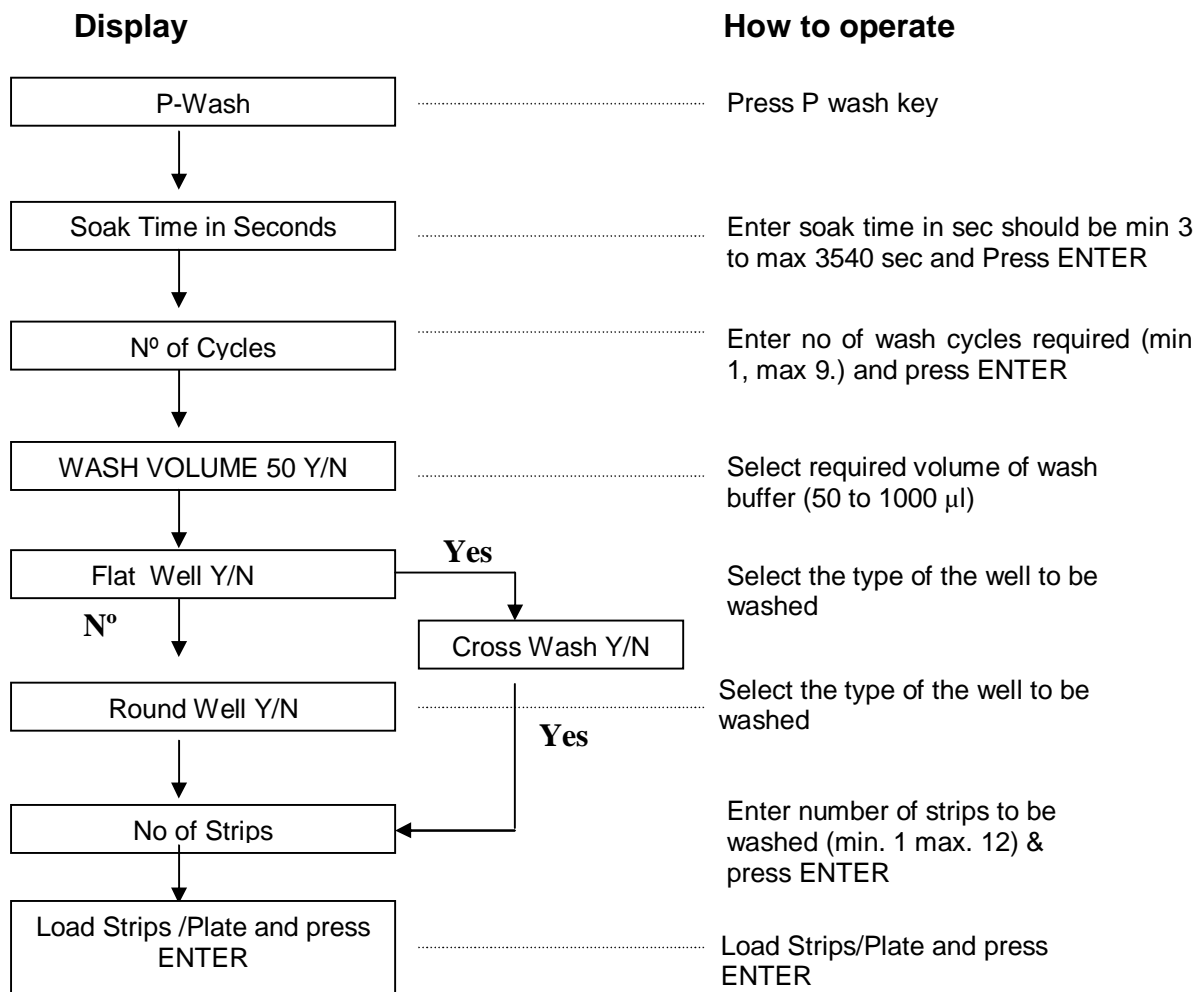 Display
How to operate
P-Wash
Press P wash key
Soak Time in Seconds
Enter soak time in sec should be min 3
to max 3540 sec and Press ENTER
Nº of Cycles
Enter no of wash cycles required (min
1, max 9.) and press ENTER
WASH VOLUME 50 Y/N
Select required volume of wash
buffer (50 to 1000 µl)
Flat Well Y/N
Yes
Select the type of the well to be
washed
Nº
Cross Wash Y/N
Round Well Y/N
Select the type of the well to be
washed
Yes
No of Strips
Enter number of strips to be
washed (min. 1 max. 12) &
press ENTER
Load Strips /Plate and press
ENTER
Load Strips/Plate and press
ENTER